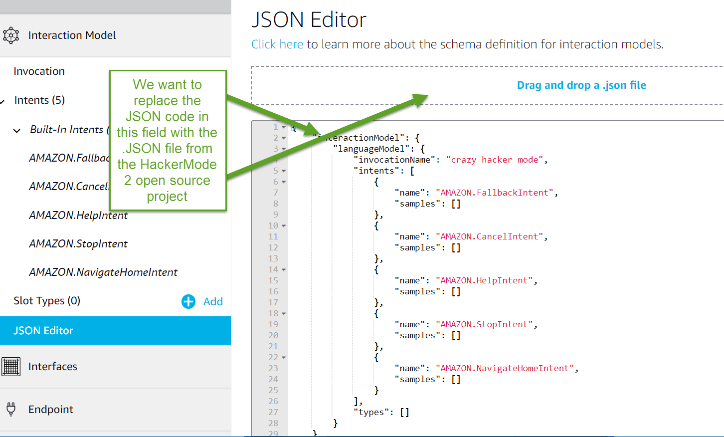 Interaction Model
Invocation
Intents (5)
Built-In Intents (
AMAZON.Fallba
AMAZON.Cancel
AMAZON.HelpIntent
AMAZON.StopIntent
AMAZON.NavigateHomeIntent
Slot Types (0)
Add
JSON Editor
Interfaces
Endpoint
We want to
replace the
JSON code in
this field with the
.JSON file from
the HackerMode
2 open source
project
JSON Editor
Click here to learn more about the schema definition for interaction models.
Drag and drop a .json file
1 {
2 "interactionModel": {
3 "languageModel": {
4 "invocationName": "crazy hacker mode",
5 "intents": [
6 {
7 "name": "AMAZON.FallbackIntent",
8 "samples": []
9 },
10 {
11 "name": "AMAZON.CancelIntent",
12 "samples": []
13 },
14 {
15 "name": "AMAZON.HelpIntent",
16 "samples": []
17 },
18 {
19 "name": "AMAZON.StopIntent",
20 "samples": []
21 },
22 {
23 "name": "AMAZON.NavigateHomeIntent",
24 "samples": []
25 }
26 ],
27 "types": []
28 }
29 }